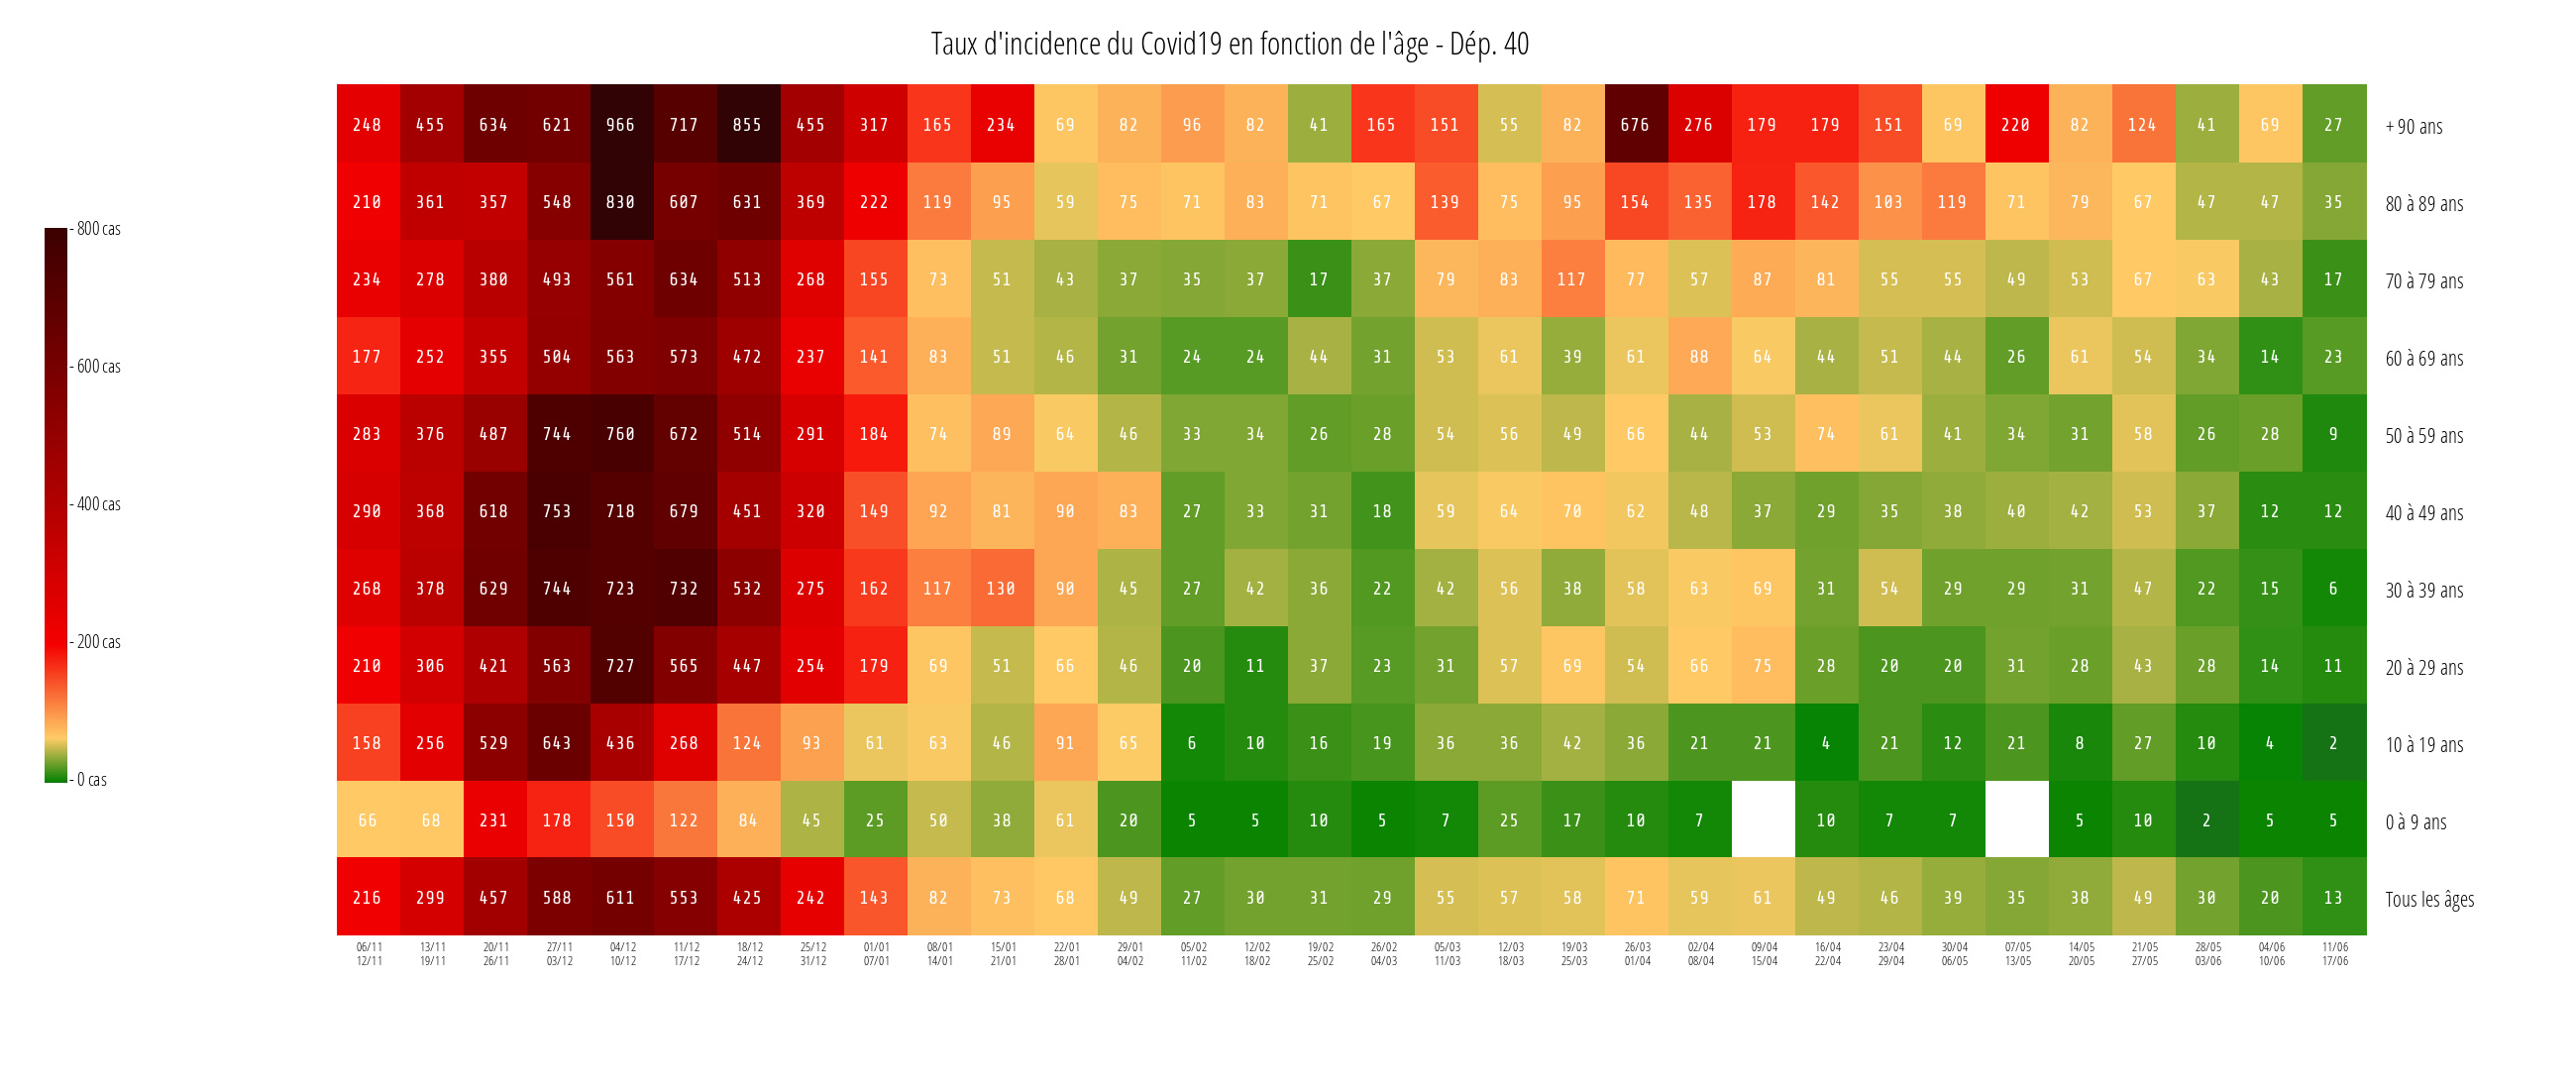 Taux d'incidence du Covid19 en fonction de l'âge - Dép. 40
248 455 634 621 966 717 855 455 317 165 234 69 82 96 82 41 165 151 55 82 676 276 179 179 151 69 220 82 124 41 69 27 + 90 ans
210 361 357 548 830 607 631 369 222 119 95 59 75 71 83 71 67 139 75 95 154 135 178 142 103 119 71 79 67 47 47 35 80 à 89 ans
234 278 380 493 561 634 513 268 155 73 51 43 37 35 37 17 37 79 83 117 77 57 87 81 55 55 49 53 67 63 43 17 70 à 79 ans
177 252 355 504 563 573 472 237 141 83 51 46 31 24 24 44 31 53 61 39 61 88 64 44 51 44 26 61 54 34 14 23 60 à 69 ans
283 376 487 744 760 672 514 291 184 74 89 64 46 33 34 26 28 54 56 49 66 44 53 74 61 41 34 31 58 26 28 9 50 à 59 ans
290 368 618 753 718 679 451 320 149 92 81 90 83 27 33 31 18 59 64 70 62 48 37 29 35 38 40 42 53 37 12 12 40 à 49 ans
268 378 629 744 723 732 532 275 162 117 130 90 45 27 42 36 22 42 56 38 58 63 69 31 54 29 29 31 47 22 15 6 30 à 39 ans
210 306 421 563 727 565 447 254 179 69 51 66 46 20 11 37 23 31 57 69 54 66 75 28 20 20 31 28 43 28 14 11 20 à 29 ans
158 256 529 643 436 268 124 93 61 63 46 91 65 6 10 16 19 36 36 42 36 21 21 4 21 12 21 8 27 10 4 2 10 à 19 ans
66 68 231 178 150 122 84 45 25 50 38 61 20 5 5 10 5 7 25 17 10 7 10 7 7 5 10 2 5 5 0 à 9 ans
216 299 457 588 611 553 425 242 143 82 73 68 49 27 30 31 29 55 57 58 71 59 61 49 46 39 35 38 49 30 20 13 Tous les âges
06/11 13/11 20/11 27/11 04/12 11/12 18/12 25/12 01/01 08/01 15/01 22/01 29/01 05/02 12/02 19/02 26/02 05/03 12/03 19/03 26/03 02/04 09/04 16/04 23/04 30/04 07/05 14/05 21/05 28/05 04/06 11/06
12/11 19/11 26/11 03/12 10/12 17/12 24/12 31/12 07/01 14/01 21/01 28/01 04/02 11/02 18/02 25/02 04/03 11/03 18/03 25/03 01/04 08/04 15/04 22/04 29/04 06/05 13/05 20/05 27/05 03/06 10/06 17/06
- 800 cas
- 600 cas
- 400 cas
- 200 cas
- 0 cas